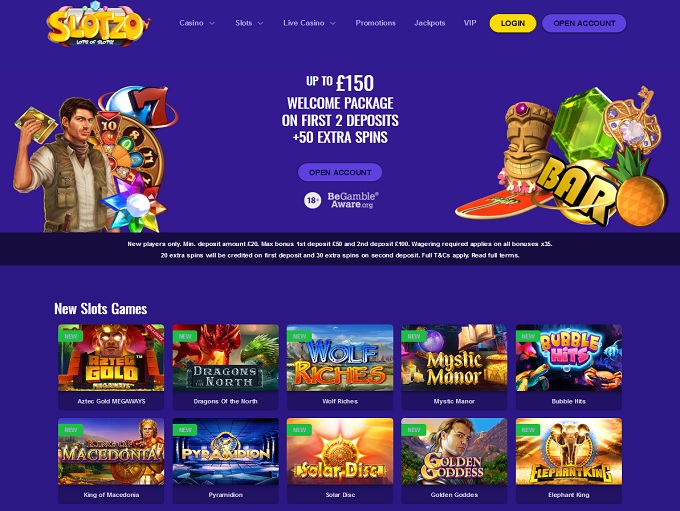 SLOTZO
LOTS OF SLOTS!
Casino
Slots
Live Casino
Promotions
Jackpots
VIP
LOGIN
OPEN ACCOUNT
UP TO £150
WELCOME PACKAGE
ON FIRST 2 DEPOSITS
+50 EXTRA SPINS
OPEN ACCOUNT
18+
BeGamble
Aware.org
7
BAR
New players only. Min. deposit amount £20. Max bonus 1st deposit £50 and 2nd deposit £100. Wagering required applies on all bonuses x35.
20 extra spins will be credited on first deposit and 30 extra spins on second deposit. Full T&Cs apply. Read full terms.
New Slots Games
NEW
AZTEC
GOLD
MEGAWAYS
NEW
DRAGONS
OF THE
NORTH
NEW
WOLF
RICHES
NEW
Mystic
Manor
NEW
BUBBLE
HITS
Aztec Gold MEGAWAYS
Dragons Of the North
Wolf Riches
Mystic Manor
Bubble Hits
NEW
KING OF
MACEDONIA
NEW
PYRAMIDION
NEW
Solar Disc
NEW
GOLDEN
GODDESS
NEW
ELEPHANT KING
King of Macedonia
Pyramidion
Solar Disc
Golden Goddes
Elephant King